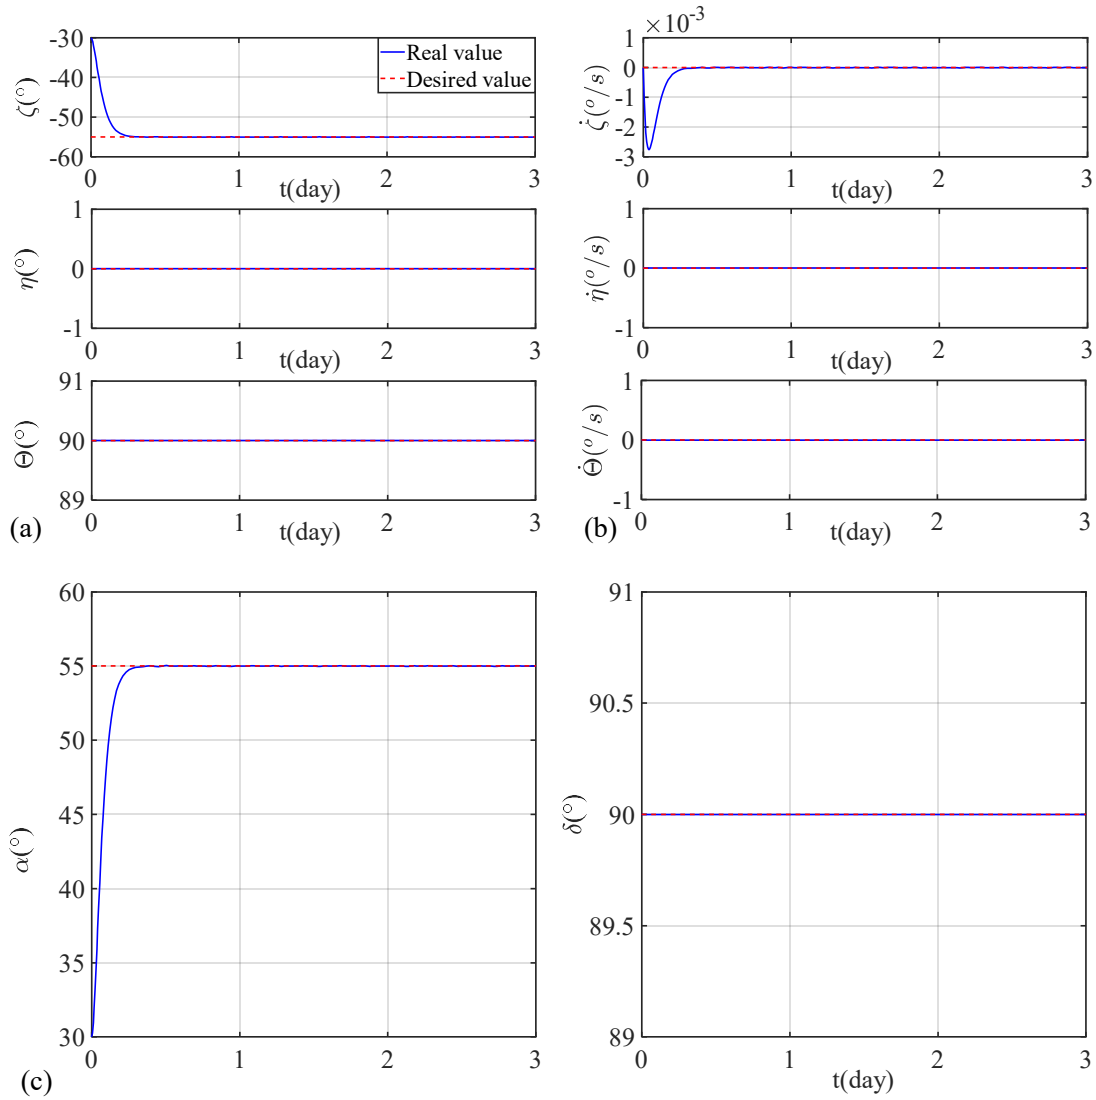 -30
-40
-50
-60
ζ(°)
Real value
Desired value
0 1 2 3
t(day)
×10⁻³
1
0
-1
-2
-3
ζ̇(°/s)
0 1 2 3
t(day)
1
0
-1
η(°)
0 1 2 3
t(day)
1
0
-1
η̇(°/s)
0 1 2 3
t(day)
91
90
89
Θ(°)
0 1 2 3
(a)
t(day)
1
0
-1
Θ̇(°/s)
0 1 2 3
(b)
t(day)
60
55
50
45
40
35
30
α(°)
0 1 2 3
(c)
91
90.5
90
89.5
89
δ(°)
0 1 2 3
t(day)